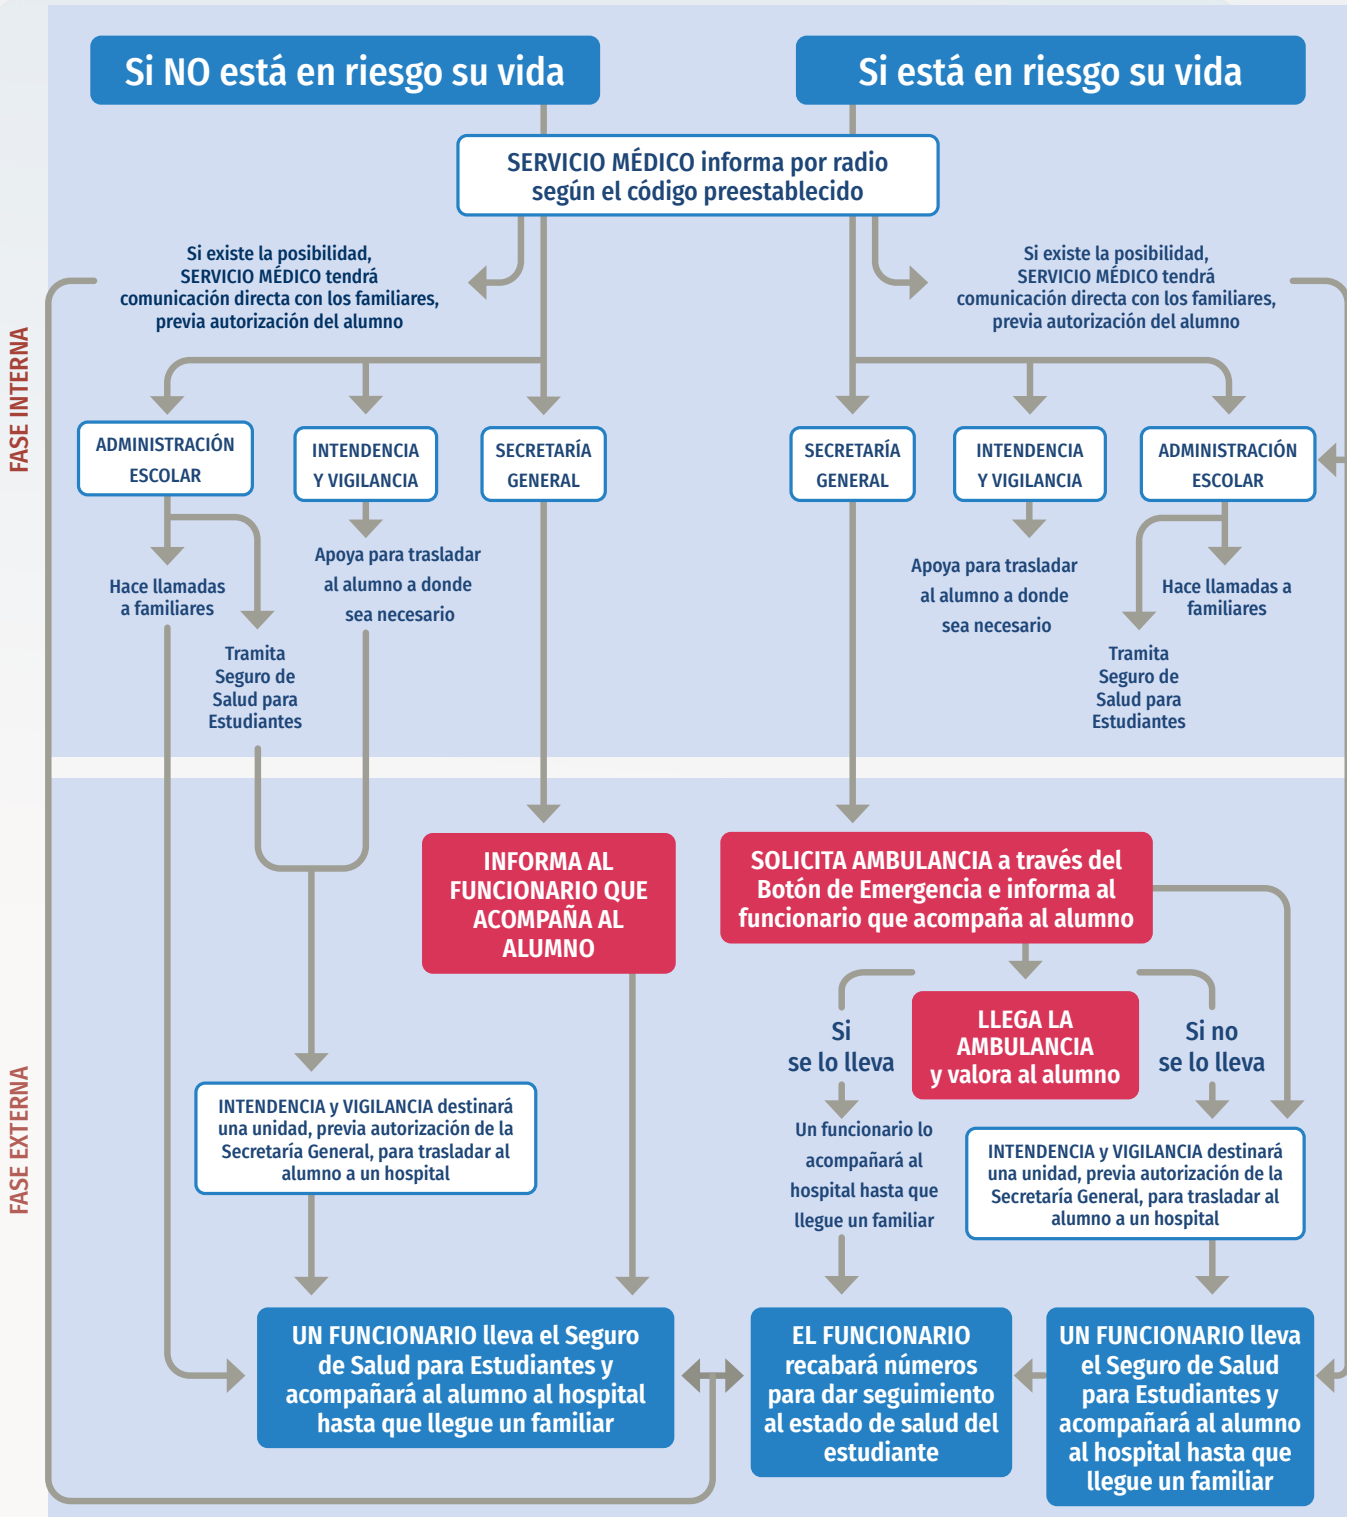 Si NO está en riesgo su vida
Si está en riesgo su vida
SERVICIO MÉDICO informa por radio
según el código preestablecido
Si existe la posibilidad,
SERVICIO MÉDICO tendrá
comunicación directa con los familiares,
previa autorización del alumno
Si existe la posibilidad,
SERVICIO MÉDICO tendrá
comunicación directa con los familiares,
previa autorización del alumno
FASE INTERNA
ADMINISTRACIÓN
ESCOLAR
INTENDENCIA
Y VIGILANCIA
SECRETARÍA
GENERAL
SECRETARÍA
GENERAL
INTENDENCIA
Y VIGILANCIA
ADMINISTRACIÓN
ESCOLAR
Hace llamadas
a familiares
Tramita
Seguro de
Salud para
Estudiantes
Apoya para trasladar
al alumno a donde
sea necesario
Apoya para trasladar
al alumno a donde
sea necesario
Tramita
Seguro de
Salud para
Estudiantes
Hace llamadas a
familiares
FASE EXTERNA
INFORMA AL
FUNCIONARIO QUE
ACOMPAÑA AL
ALUMNO
SOLICITA AMBULANCIA a través del
Botón de Emergencia e informa al
funcionario que acompaña al alumno
Si
se lo lleva
LLEGA LA
AMBULANCIA
y valora al alumno
Si no
se lo lleva
INTENDENCIA y VIGILANCIA destinará
una unidad, previa autorización de la
Secretaría General, para trasladar al
alumno a un hospital
Un funcionario lo
acompañará al
hospital hasta que
llegue un familiar
INTENDENCIA y VIGILANCIA destinará
una unidad, previa autorización de la
Secretaría General, para trasladar al
alumno a un hospital
UN FUNCIONARIO lleva el Seguro
de Salud para Estudiantes y
acompañará al alumno al hospital
hasta que llegue un familiar
EL FUNCIONARIO
recabará números
para dar seguimiento
al estado de salud del
estudiante
UN FUNCIONARIO lleva
el Seguro de Salud
para Estudiantes y
acompañará al alumno
al hospital hasta que
llegue un familiar